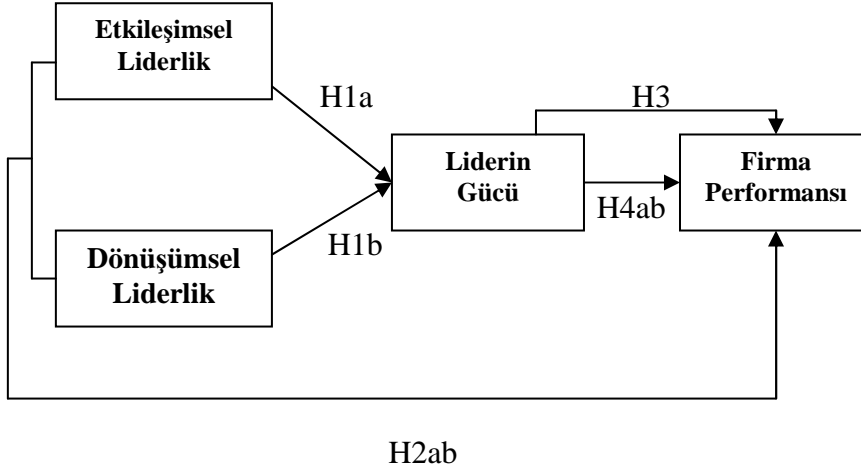 Etkileşimsel
Liderlik
H1a
H3
Liderin
Gücü
Firma
Performansı
H4ab
H1b
Dönüşümsel
Liderlik
H2ab